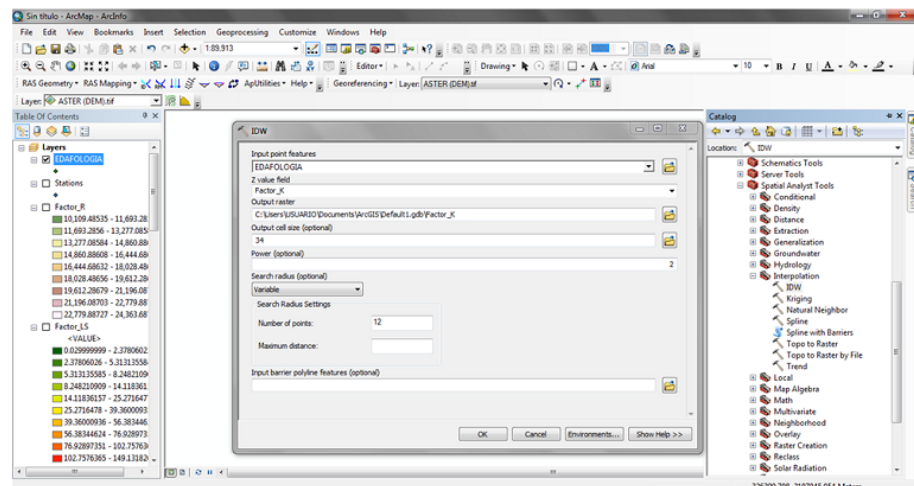 Sin título - ArcMap - ArcInfo
File Edit View Bookmarks Insert Selection Geoprocessing Customize Windows Help
1:89,913
Editor
Drawing
Arial
10
B I U A
RAS Geometry RAS Mapping
ApUtilities Help
Georeferencing Layer: ASTER (DEM).tif
Layer: ASTER (DEM).tif
Table Of Contents
Layers
EDAFOLOGIA
Stations
Factor_R
10,109.48535 - 11,693.28
11,693.2856 - 13,277.085
13,277.08584 - 14,860.88
14,860.88608 - 16,444.68
16,444.68632 - 18,028.48
18,028.48656 - 19,612.28
19,612.28679 - 21,196.08
21,196.08703 - 22,779.88
22,779.88727 - 24,363.68
Factor_LS
<VALUE>
0.029999999 - 2.3780602
2.37806026 - 5.3131355
5.313135585 - 8.2482109
8.248210909 - 14.11836
14.11836157 - 25.271647
25.2716478 - 39.3600093
39.36000936 - 56.383446
56.38344624 - 76.928973
76.92897351 - 102.7576
102.7576365 - 149.1318
IDW
Input point features
EDAFOLOGIA
Z value field
Factor_K
Output raster
C:\Users\USUARIO\Documents\ArcGIS\Default1.gdb\Factor_K
Output cell size (optional)
34
Power (optional)
2
Search radius (optional)
Variable
Search Radius Settings
Number of points: 12
Maximum distance:
Input barrier polyline features (optional)
OK Cancel Environments... Show Help >>
Catalog
Location: IDW
Schematics Tools
Server Tools
Spatial Analyst Tools
Conditional
Density
Distance
Extraction
Generalization
Groundwater
Hydrology
Interpolation
IDW
Kriging
Natural Neighbor
Spline
Spline with Barriers
Topo to Raster
Topo to Raster by File
Trend
Local
Map Algebra
Math
Multivariate
Neighborhood
Overlay
Raster Creation
Reclass
Solar Radiation